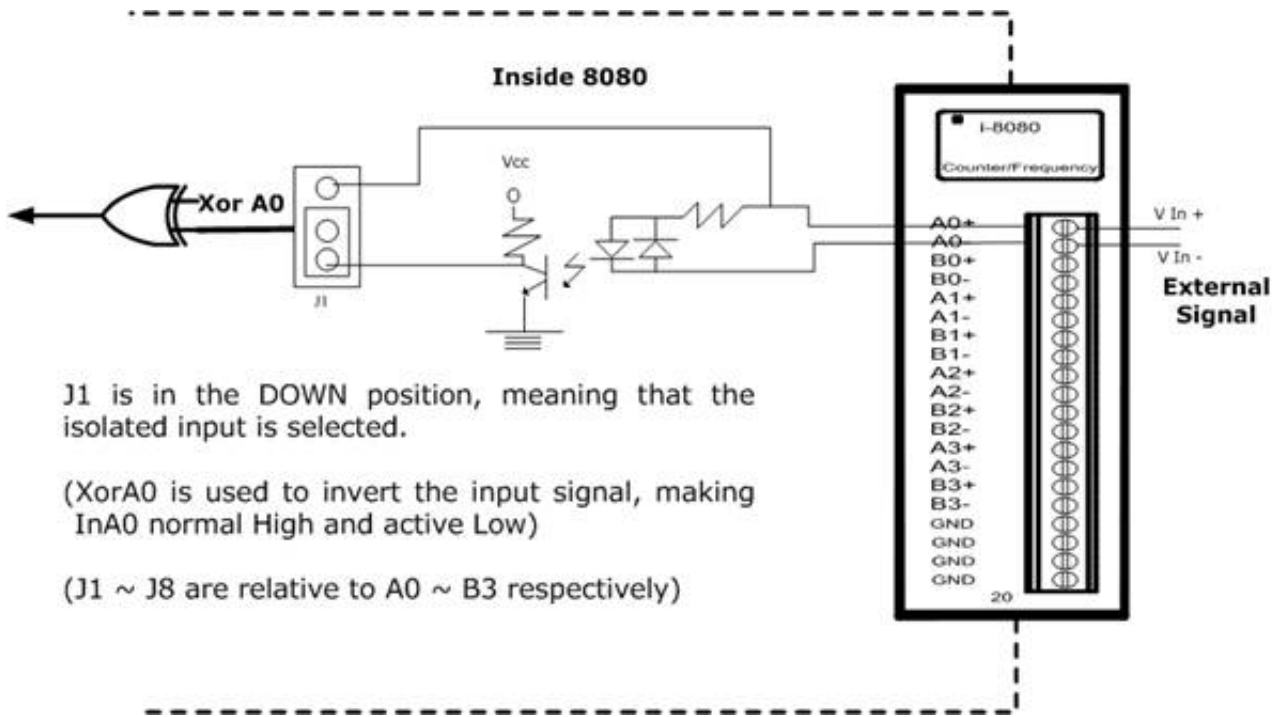 Inside 8080
i-8080
Counter/Frequency
Vcc
Xor A0
J1
A0+
A0-
B0+
B0-
A1+
A1-
B1+
B1-
A2+
A2-
B2+
B2-
A3+
A3-
B3+
B3-
GND
GND
GND
GND
20
V In +
V In -
External
Signal
J1 is in the DOWN position, meaning that the
isolated input is selected.
(XorA0 is used to invert the input signal, making
InA0 normal High and active Low)
(J1 ~ J8 are relative to A0 ~ B3 respectively)